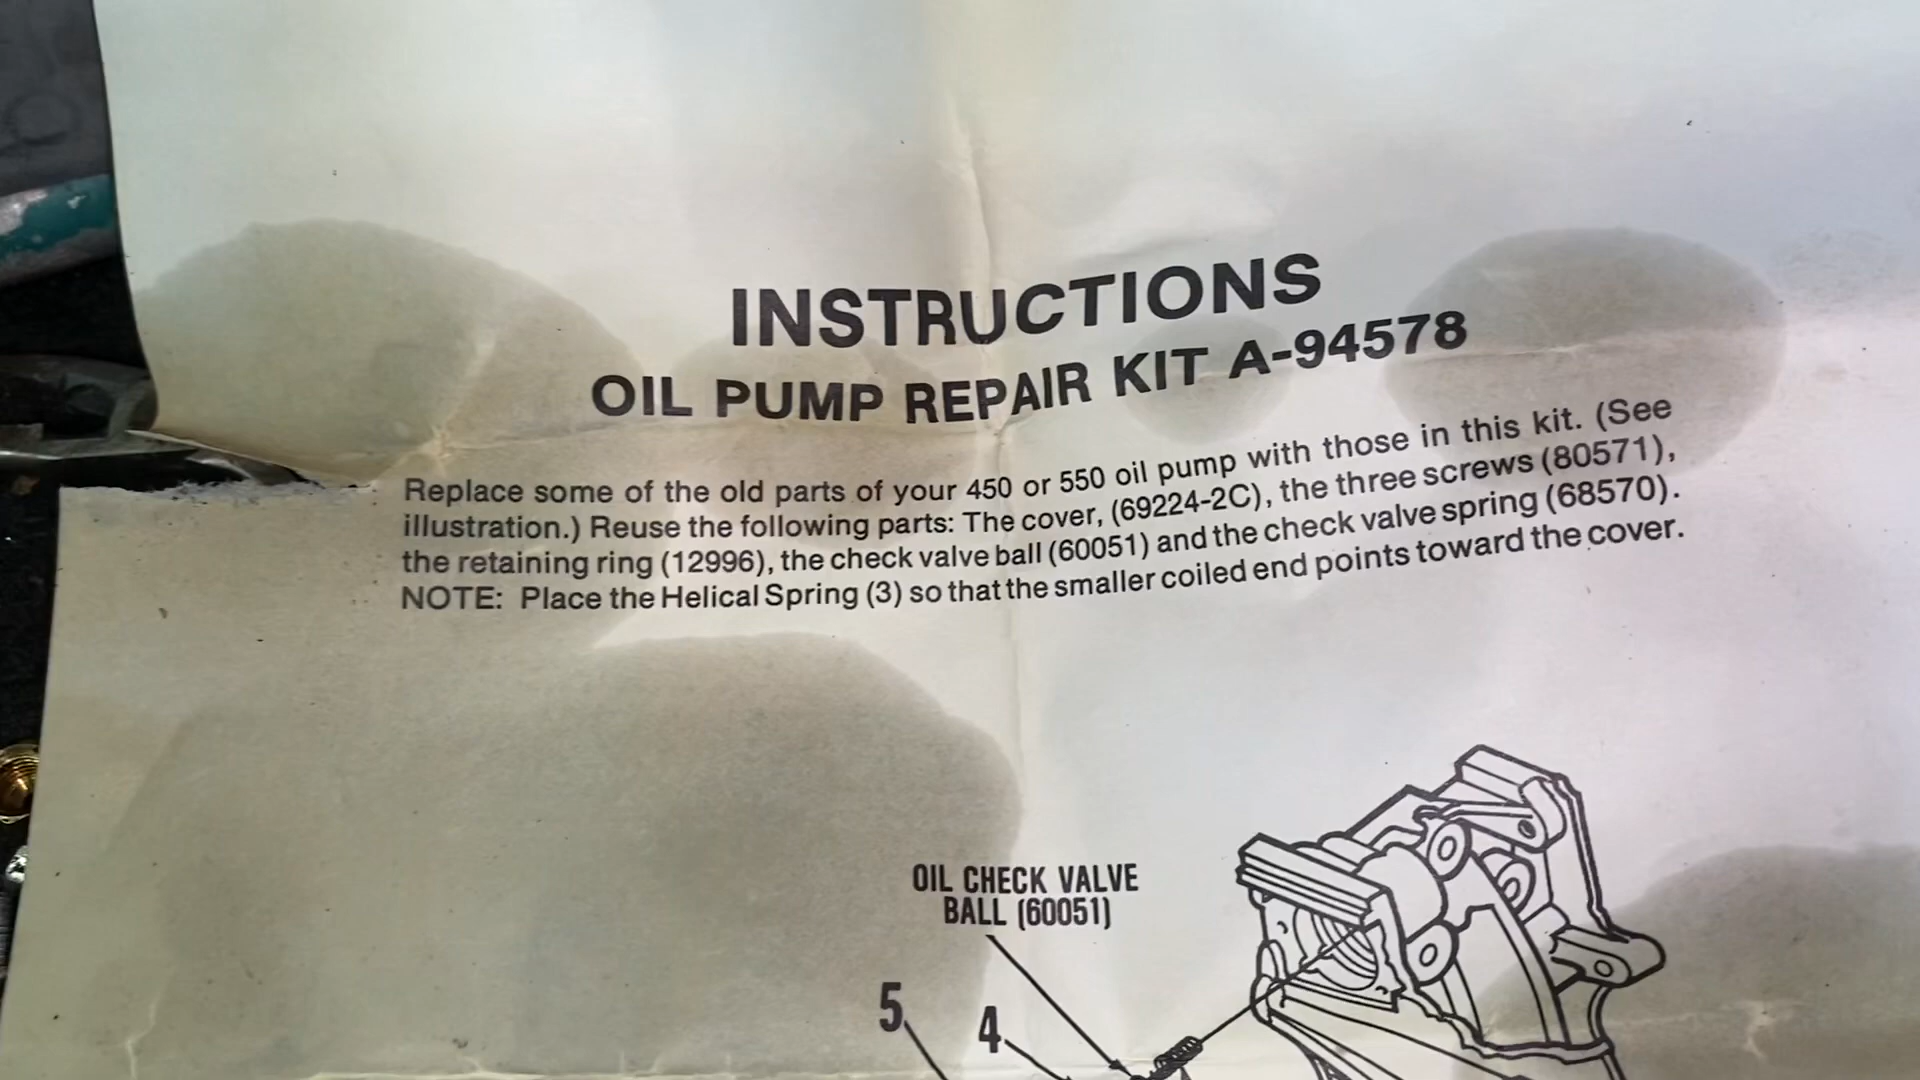 INSTRUCTIONS
OIL PUMP REPAIR KIT A-94578
Replace some of the old parts of your 450 or 550 oil pump with those in this kit. (See
illustration.) Reuse the following parts: The cover, (69224-2C), the three screws (80571),
the retaining ring (12996), the check valve ball (60051) and the check valve spring (68570).
NOTE: Place the Helical Spring (3) so that the smaller coiled end points toward the cover.
OIL CHECK VALVE
BALL (60051)
5
4